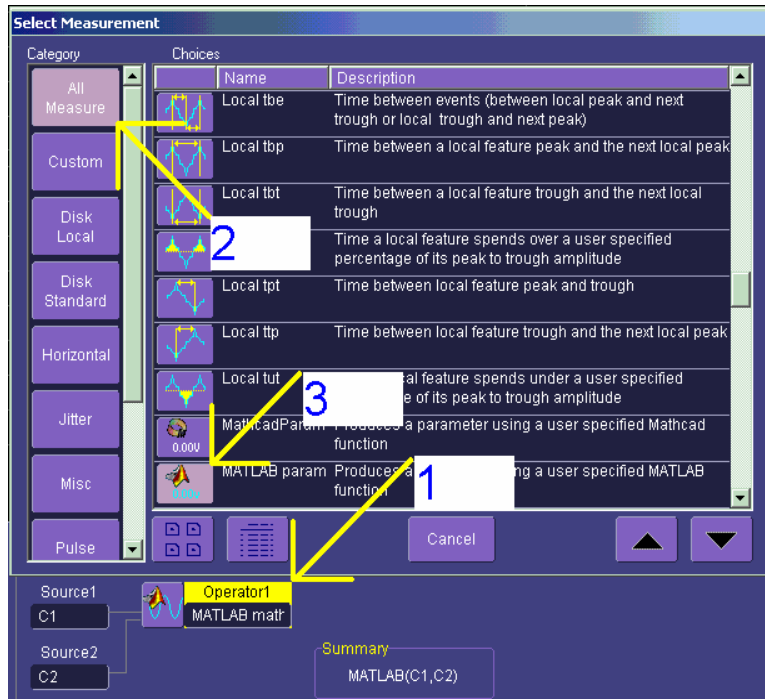 Select Measurement
Category
Choices
All
Measure
Custom
Disk
Local
Disk
Standard
Horizontal
Jitter
Misc
Pulse
Name Description
Local tbe Time between events (between local peak and next
trough or local trough and next peak)
Local tbp Time between a local feature peak and the next local peak
Local tbt Time between a local feature trough and the next local
trough
2
Time a local feature spends over a user specified
percentage of its peak to trough amplitude
Local tpt Time between local feature peak and trough
Local ttp Time between local feature trough and the next local peak
Local tut al feature spends under a user specified
e of its peak to trough amplitude
3
0.00V
MathcadParam Produces a parameter using a user specified Mathcad
function
MATLAB param Produces a ng a user specified MATLAB
function
1
Cancel
Source1
C1
Operator1
MATLAB math
Source2
C2
Summary
MATLAB(C1,C2)